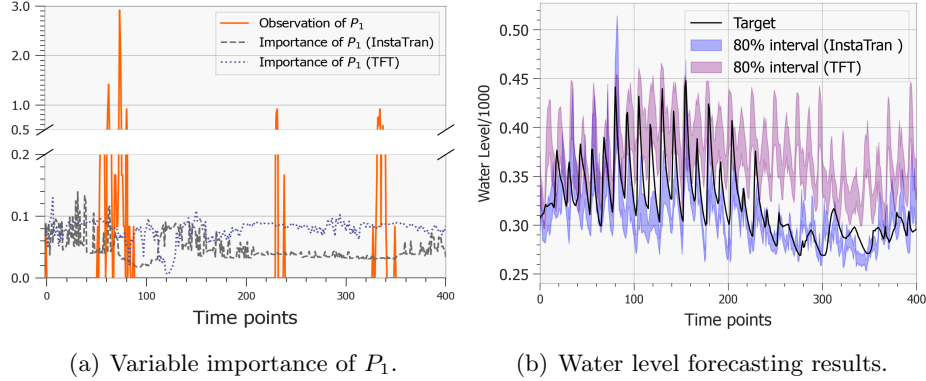 3.0
2.0
1.0
0.5
0.2
0.1
0.0
0
100
200
300
400
Time points
Observation of P1
Importance of P1 (InstaTran)
Importance of P1 (TFT)
(a) Variable importance of P1.
Water Level/1000
0.50
0.45
0.40
0.35
0.30
0.25
0
100
200
300
400
Time points
Target
80% interval (InstaTran )
80% interval (TFT)
(b) Water level forecasting results.